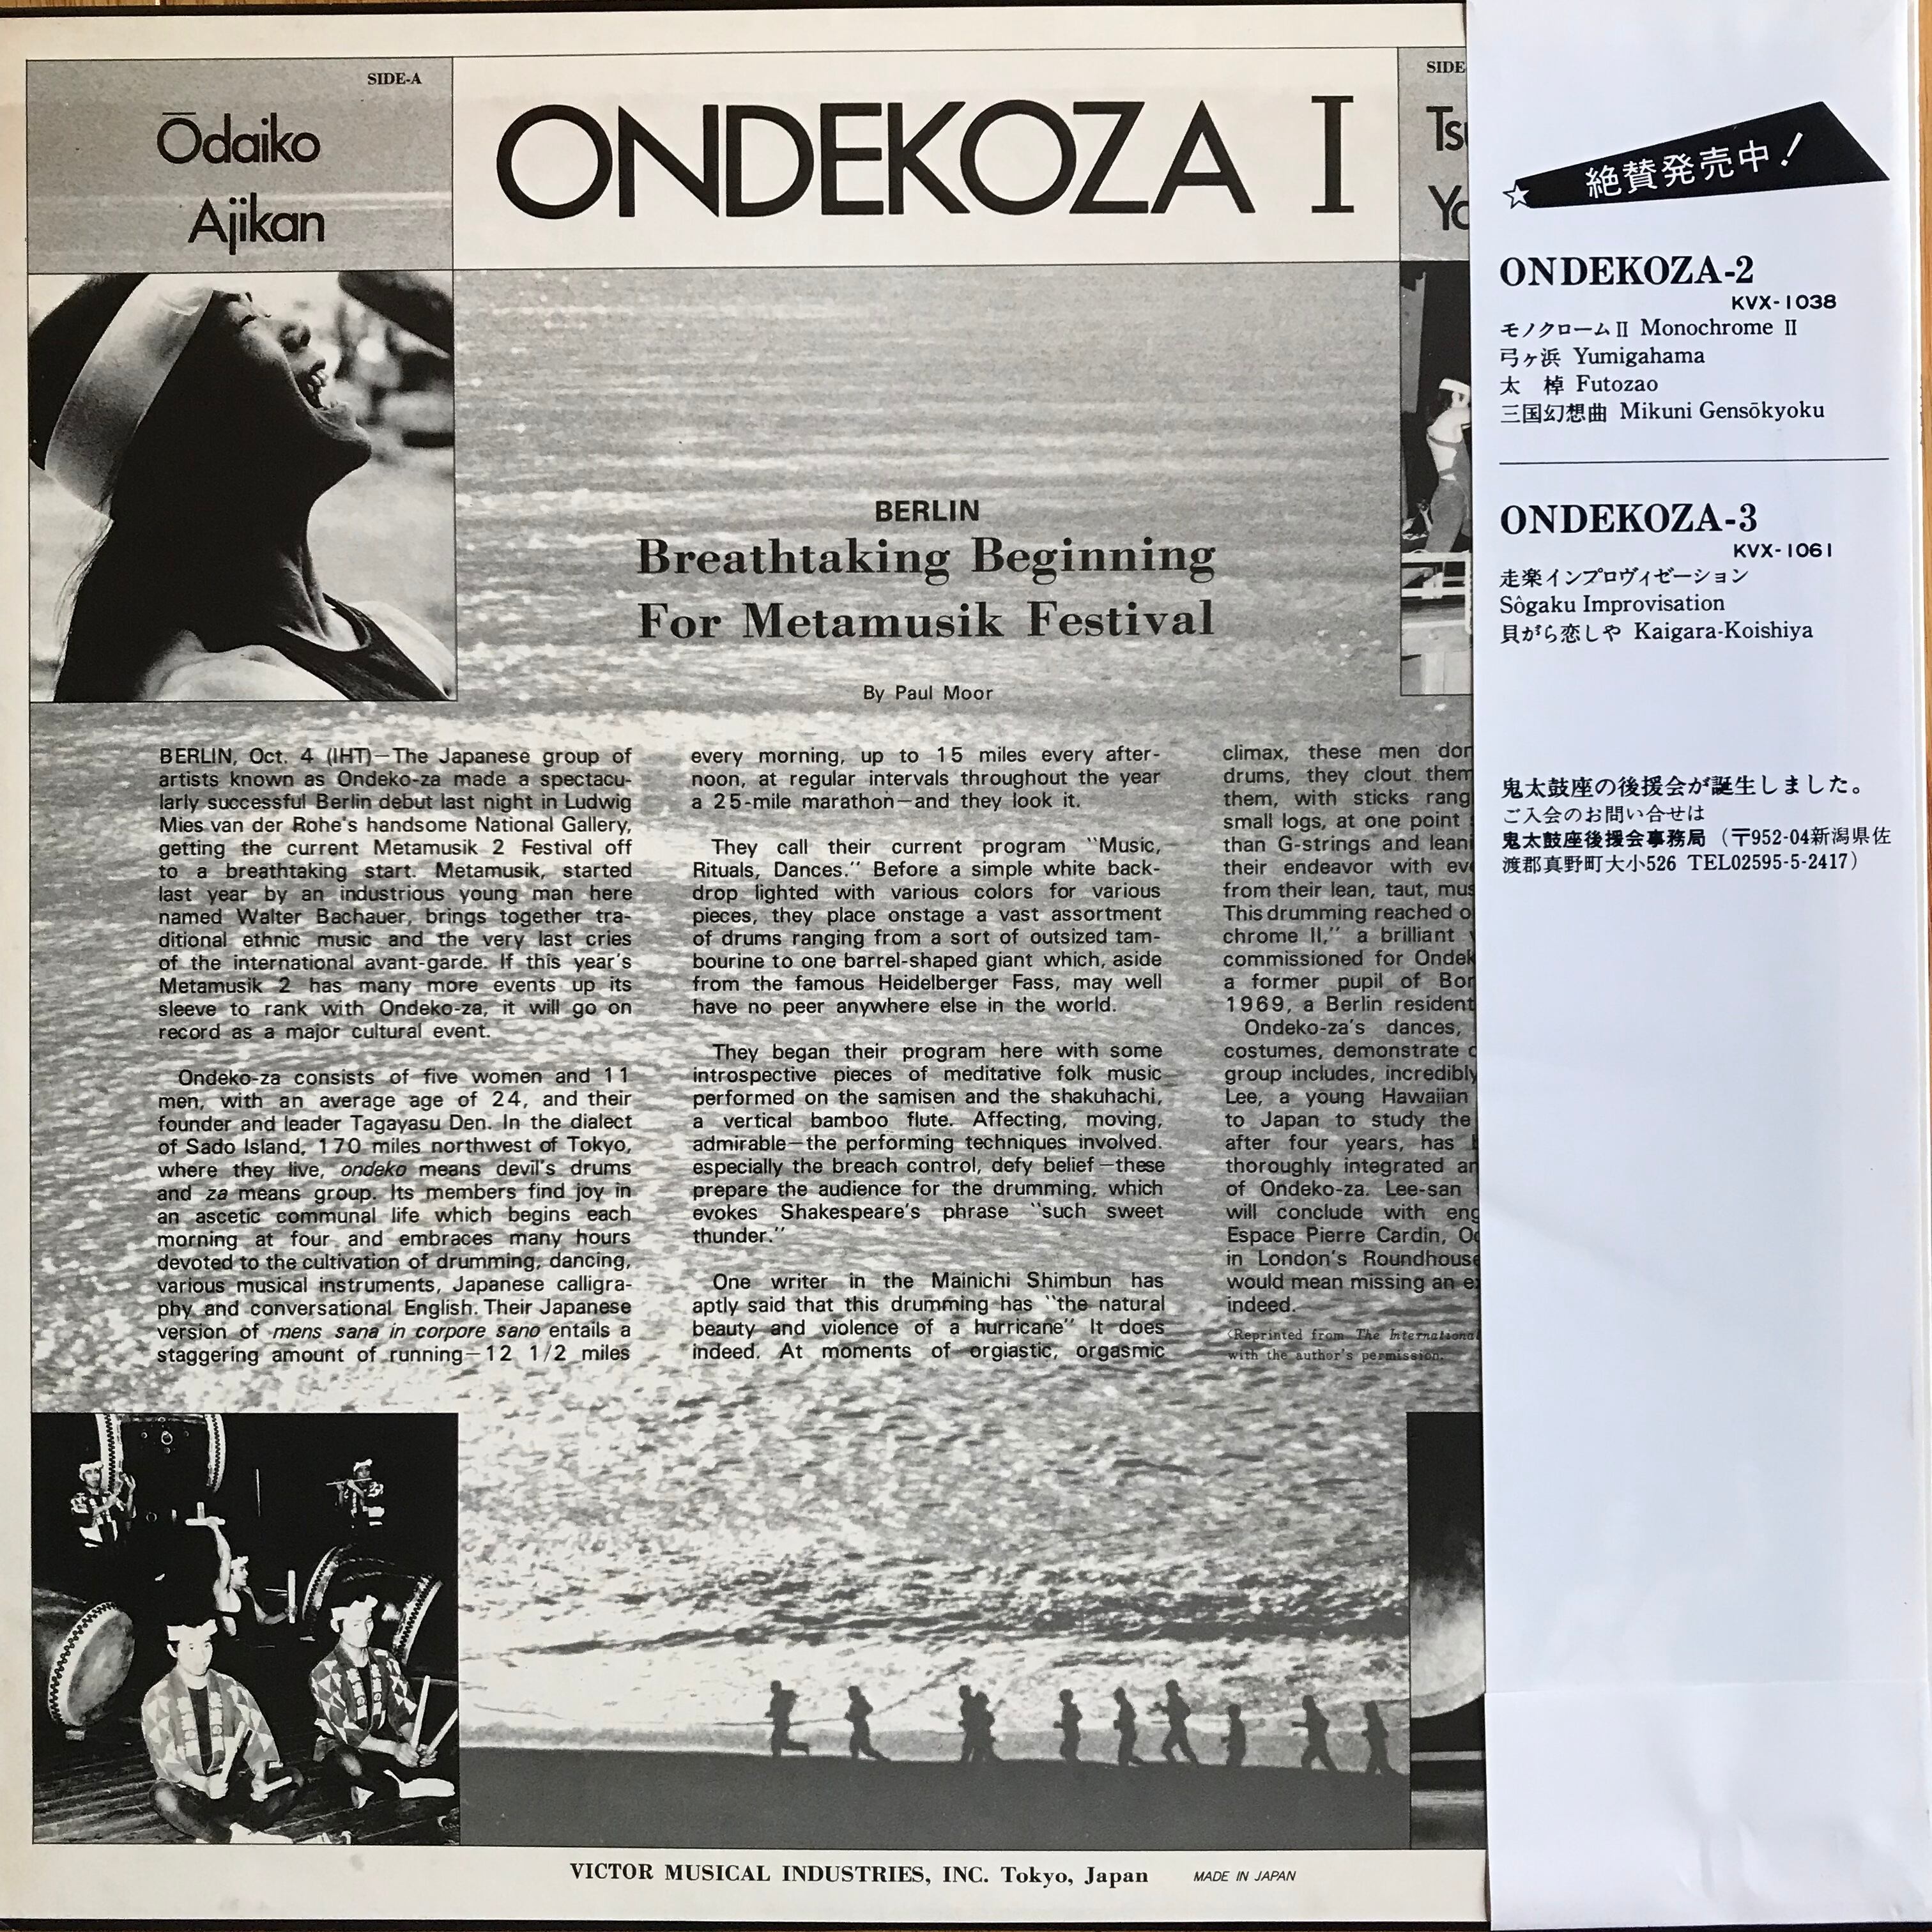 SIDE-A
Ōdaiko
Ajikan
ONDEKOZA I
SIDE
BERLIN
Breathtaking Beginning
For Metamusik Festival
By Paul Moor
BERLIN, Oct. 4 (IHT)—The Japanese group of
artists known as Ondeko-za made a spectacu-
larly successful Berlin debut last night in Ludwig
Mies van der Rohe's handsome National Gallery,
getting the current Metamusik 2 Festival off
to a breathtaking start. Metamusik, started
last year by an industrious young man here
named Walter Bachauer, brings together tra-
ditional ethnic music and the very last cries
of the international avant-garde. If this year's
Metamusik 2 has many more events up its
sleeve to rank with Ondeko-za, it will go on
record as a major cultural event.
Ondeko-za consists of five women and 11
men, with an average age of 24, and their
founder and leader Tagayasu Den. In the dialect
of Sado Island, 170 miles northwest of Tokyo,
where they live, ondeko means devil's drums
and za means group. Its members find joy in
an ascetic communal life which begins each
morning at four and embraces many hours
devoted to the cultivation of drumming, dancing,
various musical instruments, Japanese calligra-
phy and conversational English. Their Japanese
version of mens sana in corpore sano entails a
staggering amount of running—12 1/2 miles
every morning, up to 15 miles every after-
noon, at regular intervals throughout the year
a 25-mile marathon—and they look it.
They call their current program "Music,
Rituals, Dances." Before a simple white back-
drop lighted with various colors for various
pieces, they place onstage a vast assortment
of drums ranging from a sort of outsized tam-
bourine to one barrel-shaped giant which, aside
from the famous Heidelberger Fass, may well
have no peer anywhere else in the world.
They began their program here with some
introspective pieces of meditative folk music
performed on the samisen and the shakuhachi,
a vertical bamboo flute. Affecting, moving,
admirable—the performing techniques involved.
especially the breach control, defy belief—these
prepare the audience for the drumming, which
evokes Shakespeare's phrase "such sweet
thunder."
One writer in the Mainichi Shimbun has
aptly said that this drumming has "the natural
beauty and violence of a hurricane" It does
indeed. At moments of orgiastic, orgasmic
climax, these men
drums, they clout them
them, with sticks
small logs, at one point
than G-strings and
their endeavor with
from their lean, taut,
This drumming reached
chrome II," a brilliant
commissioned for
a former pupil of
1969, a Berlin resident
Ondeko-za's dances,
costumes, demonstrate
group includes, incredibly
Lee, a young Hawaiian
to Japan to study the
after four years, has
thoroughly integrated
of Ondeko-za. Lee-san
will conclude with
Espace Pierre Cardin,
in London's Roundhouse
would mean missing an
indeed.
(Reprinted from The International
with the author's permission.
VICTOR MUSICAL INDUSTRIES, INC. Tokyo, Japan MADE IN JAPAN
☆絶賛発売中!
ONDEKOZA-2
KVX-1038
モノクロームⅡ Monochrome Ⅱ
弓ヶ浜 Yumigahama
太 棹 Futozao
三国幻想曲 Mikuni Gensōkyoku
ONDEKOZA-3
KVX-1061
走楽インプロヴィゼーション
Sôgaku Improvisation
貝がら恋しや Kaigara-Koishiya
鬼太鼓座の後援会が誕生しました。
ご入会のお問い合せは
鬼太鼓座後援会事務局(〒952-04新潟県佐
渡郡真野町大小526 TEL02595-5-2417)